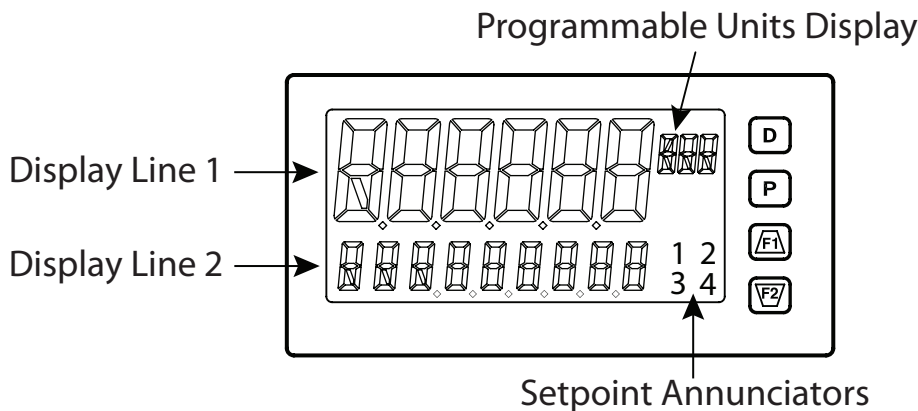 Programmable Units Display
D
Display Line 1
P
F1
Display Line 2
1 2
3 4
F2
Setpoint Annunciators